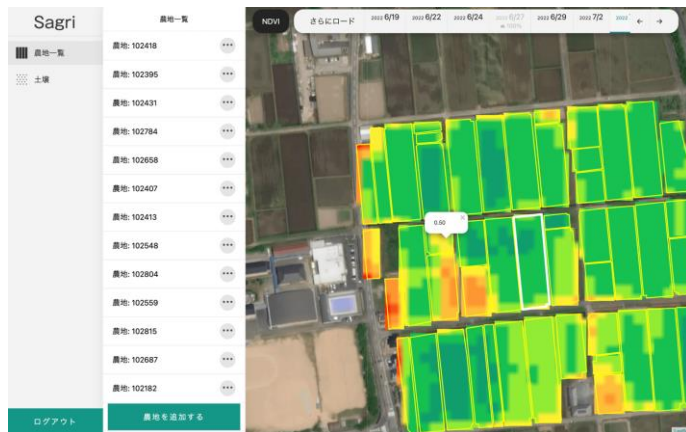 Sagri
農地一覧
土壌
ログアウト
農地一覧
農地: 102418
農地: 102395
農地: 102431
農地: 102784
農地: 102658
農地: 102407
農地: 102413
農地: 102548
農地: 102804
農地: 102559
農地: 102815
農地: 102687
農地: 102182
農地を追加する
NDVI
さらにロード
2022 6/19
2022 6/22
2022 6/24
2022 6/27
100%
2022 6/29
2022 7/2
2022
0.50